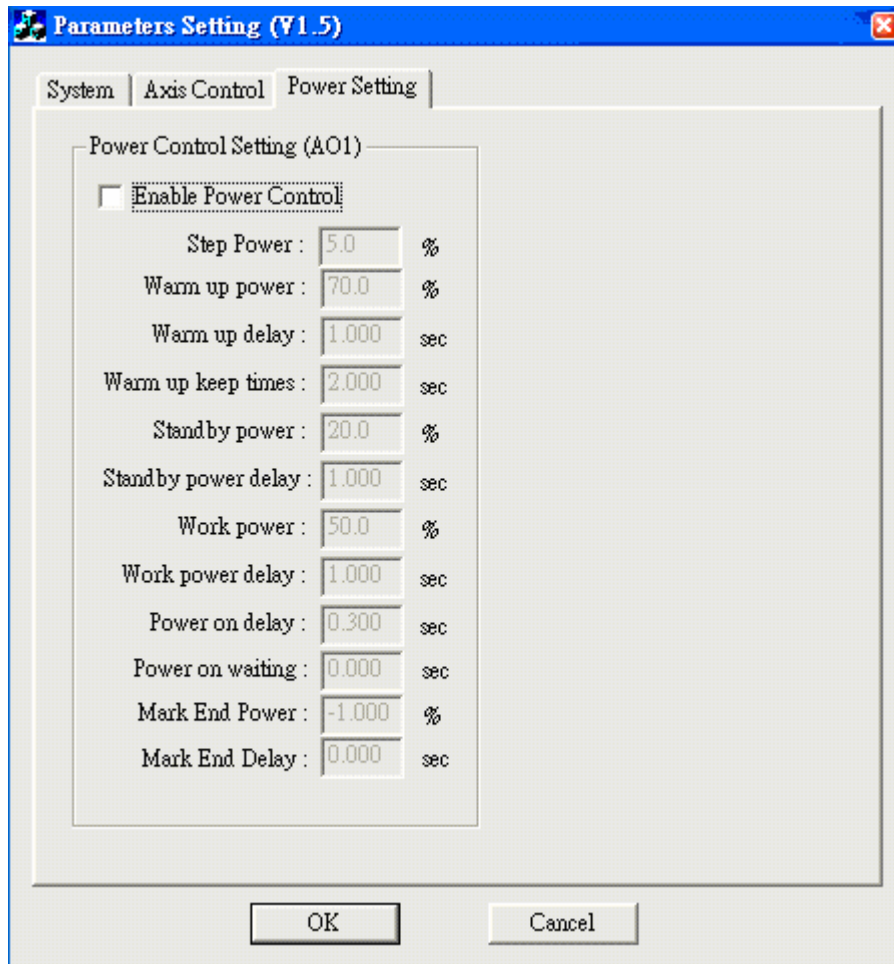 Parameters Setting (V1.5)
System Axis Control Power Setting
Power Control Setting (AO1)
Enable Power Control
Step Power : 5.0 %
Warm up power : 70.0 %
Warm up delay : 1.000 sec
Warm up keep times : 2.000 sec
Standby power : 20.0 %
Standby power delay : 1.000 sec
Work power : 50.0 %
Work power delay : 1.000 sec
Power on delay : 0.300 sec
Power on waiting : 0.000 sec
Mark End Power : -1.000 %
Mark End Delay : 0.000 sec
OK Cancel